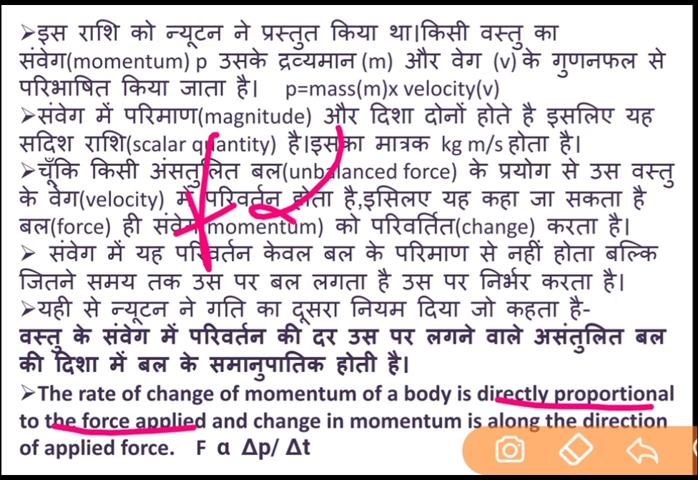 ➢इस राशि को न्यूटन ने प्रस्तुत किया था।किसी वस्तु का
संवेग(momentum) p उसके द्रव्यमान (m) और वेग (v) के गुणनफल से
परिभाषित किया जाता है। p=mass(m)x velocity(v)
➢संवेग में परिमाण(magnitude) और दिशा दोनों होते है इसलिए यह
सदिश राशि(scalar quantity) है।इसका मात्रक kg m/s होता है।
➢चूँकि किसी असंतुलित बल(unbalanced force) के प्रयोग से उस वस्तु
के वेग(velocity) में परिवर्तन होता है,इसिलए यह कहा जा सकता है
बल(force) ही संवेग(momentum) को परिवर्तित(change) करता है।
➢ संवेग में यह परिवर्तन केवल बल के परिमाण से नहीं होता बल्कि
जितने समय तक उस पर बल लगता है उस पर निर्भर करता है।
➢यही से न्यूटन ने गति का दूसरा नियम दिया जो कहता है-
वस्तु के संवेग में परिवर्तन की दर उस पर लगने वाले असंतुलित बल
की दिशा में बल के समानुपातिक होती है।
➢The rate of change of momentum of a body is directly proportional
to the force applied and change in momentum is along the direction
of applied force. F α Δp/ Δt